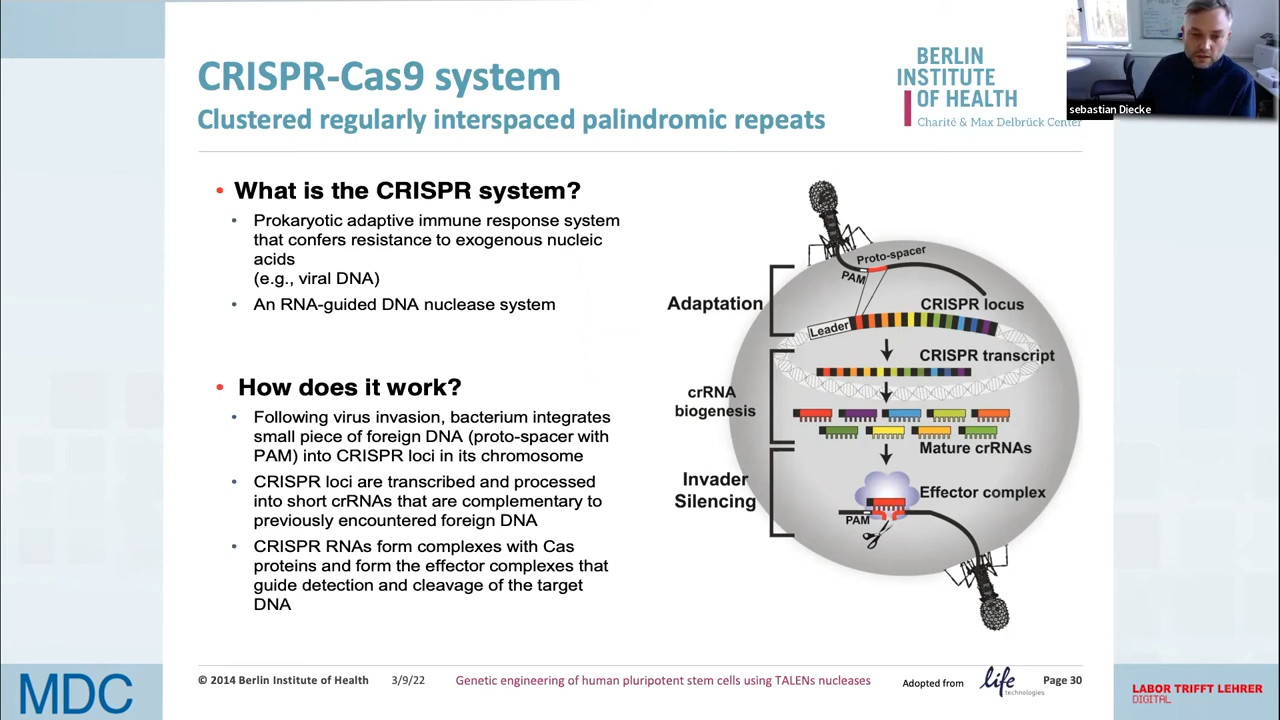 CRISPR-Cas9 system
Clustered regularly interspaced palindromic repeats
BERLIN
INSTITUTE
OF HEALTH
Charité & Max Delbrück Center
sebastian Diecke
• What is the CRISPR system?
• Prokaryotic adaptive immune response system
that confers resistance to exogenous nucleic
acids
(e.g., viral DNA)
• An RNA-guided DNA nuclease system
• How does it work?
• Following virus invasion, bacterium integrates
small piece of foreign DNA (proto-spacer with
PAM) into CRISPR loci in its chromosome
• CRISPR loci are transcribed and processed
into short crRNAs that are complementary to
previously encountered foreign DNA
• CRISPR RNAs form complexes with Cas
proteins and form the effector complexes that
guide detection and cleavage of the target
DNA
Proto-spacer
PAM
Adaptation
CRISPR locus
Leader
CRISPR transcript
crRNA
biogenesis
Mature crRNAs
Invader
Silencing
Effector complex
PAM
MDC
© 2014 Berlin Institute of Health
3/9/22
Genetic engineering of human pluripotent stem cells using TALENs nucleases
Adopted from
life
technologies
Page 30
LABOR TRIFFT LEHRER
DIGITAL